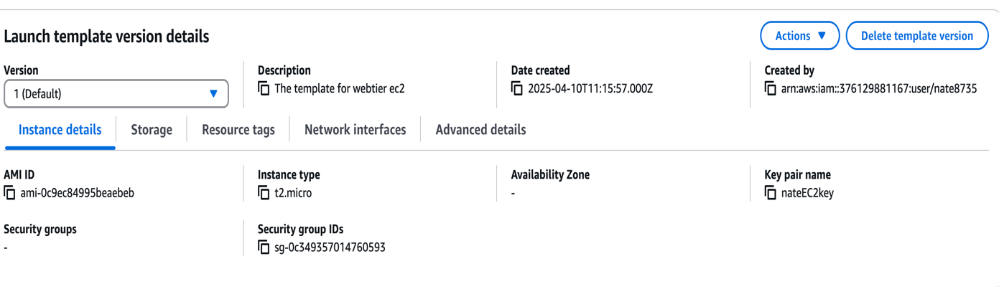 Launch template version details
Actions
Delete template version
Version
1 (Default)
Description
The template for webtier ec2
Date created
2025-04-10T11:15:57.000Z
Created by
arn:aws:iam::376129881167:user/nate8735
Instance details
Storage
Resource tags
Network interfaces
Advanced details
AMI ID
ami-0c9ec84995beaebeb
Instance type
t2.micro
Availability Zone
-
Key pair name
nateEC2key
Security groups
-
Security group IDs
sg-0c349357014760593